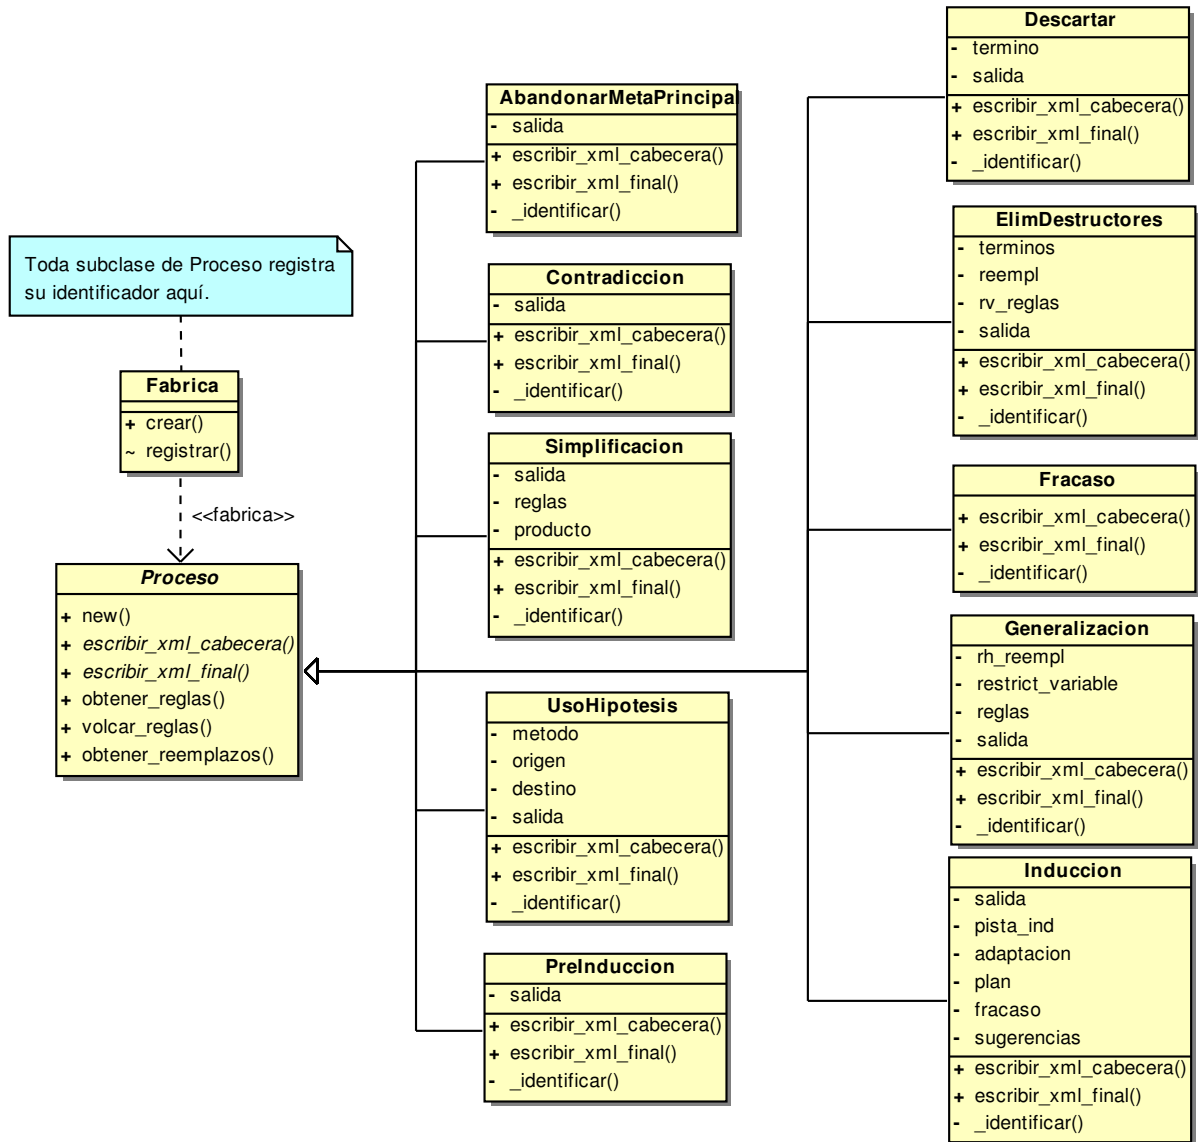 Toda subclase de Proceso registra
su identificador aquí.
Fabrica
+ crear()
~ registrar()
<<fabrica>>
Proceso
+ new()
+ escribir_xml_cabecera()
+ escribir_xml_final()
+ obtener_reglas()
+ volcar_reglas()
+ obtener_reemplazos()
AbandonarMetaPrincipal
- salida
+ escribir_xml_cabecera()
+ escribir_xml_final()
- _identificar()
Contradiccion
- salida
+ escribir_xml_cabecera()
+ escribir_xml_final()
- _identificar()
Simplificacion
- salida
- reglas
- producto
+ escribir_xml_cabecera()
+ escribir_xml_final()
- _identificar()
UsoHipotesis
- metodo
- origen
- destino
- salida
+ escribir_xml_cabecera()
+ escribir_xml_final()
- _identificar()
PreInduccion
- salida
+ escribir_xml_cabecera()
+ escribir_xml_final()
- _identificar()
Descartar
- termino
- salida
+ escribir_xml_cabecera()
+ escribir_xml_final()
- _identificar()
ElimDestructores
- terminos
- reempl
- rv_reglas
- salida
+ escribir_xml_cabecera()
+ escribir_xml_final()
- _identificar()
Fracaso
+ escribir_xml_cabecera()
+ escribir_xml_final()
- _identificar()
Generalizacion
- rh_reempl
- restrict_variable
- reglas
- salida
+ escribir_xml_cabecera()
+ escribir_xml_final()
- _identificar()
Induccion
- salida
- pista_ind
- adaptacion
- plan
- fracaso
- sugerencias
+ escribir_xml_cabecera()
+ escribir_xml_final()
- _identificar()